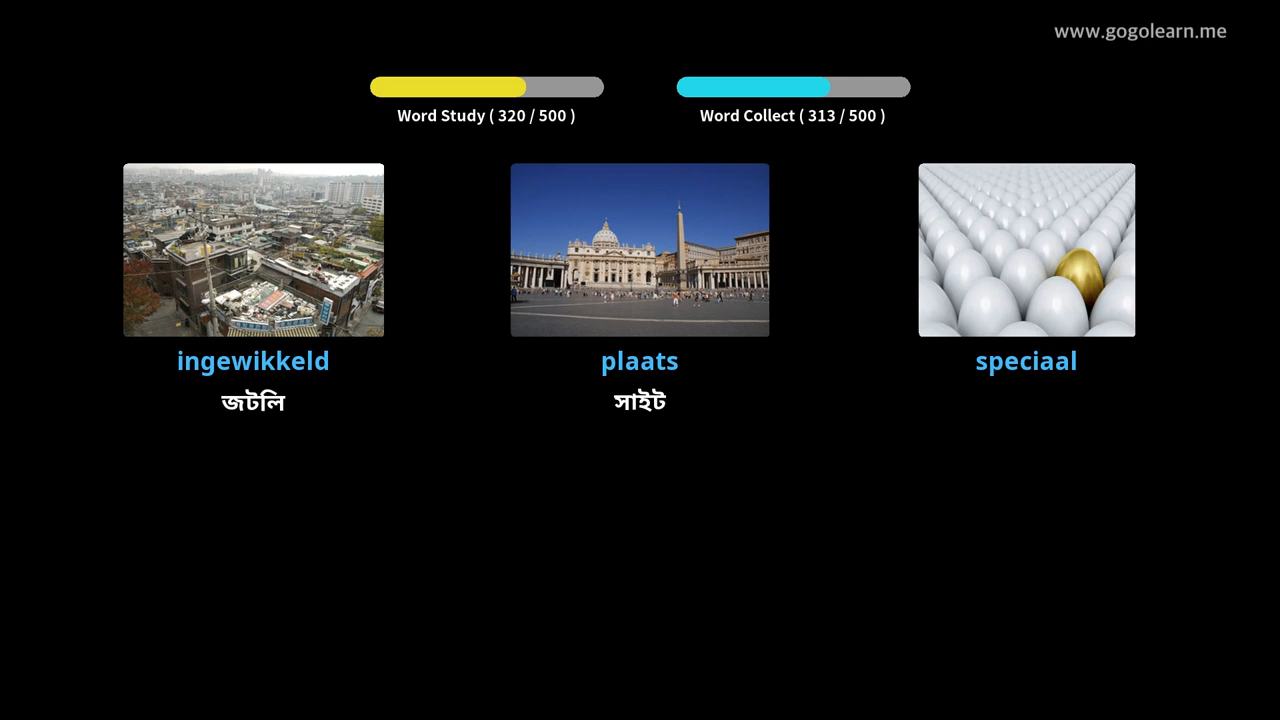 www.gogolearn.me
Word Study ( 320 / 500 )
Word Collect ( 313 / 500 )
ingewikkeld
plaats
speciaal
জটিল
সাইট